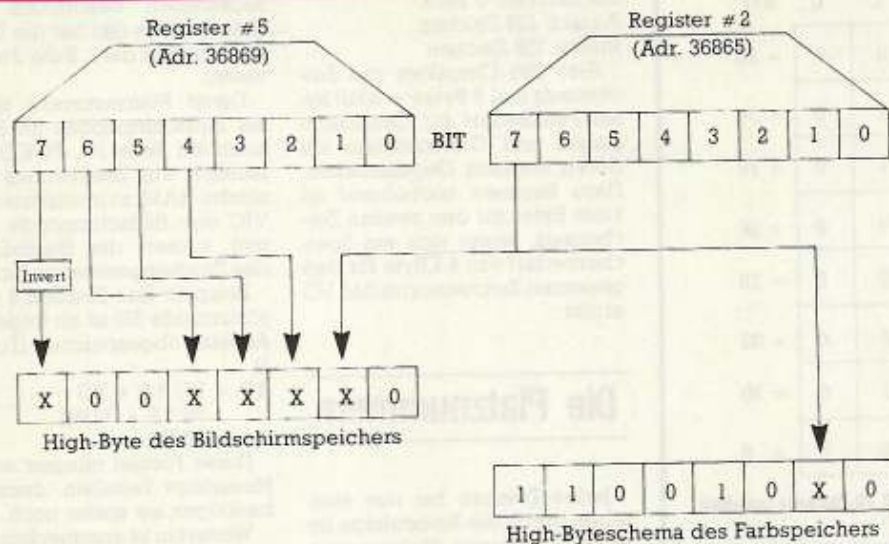 Register #5
(Adr. 36869)
7 6 5 4 3 2 1 0
BIT
Register #2
(Adr. 36865)
7 6 5 4 3 2 1 0
Invert
X 0 0 X X X X 0
High-Byte des Bildschirmspeichers
1 1 0 0 1 0 X 0
High-Byteschema des Farbspeichers